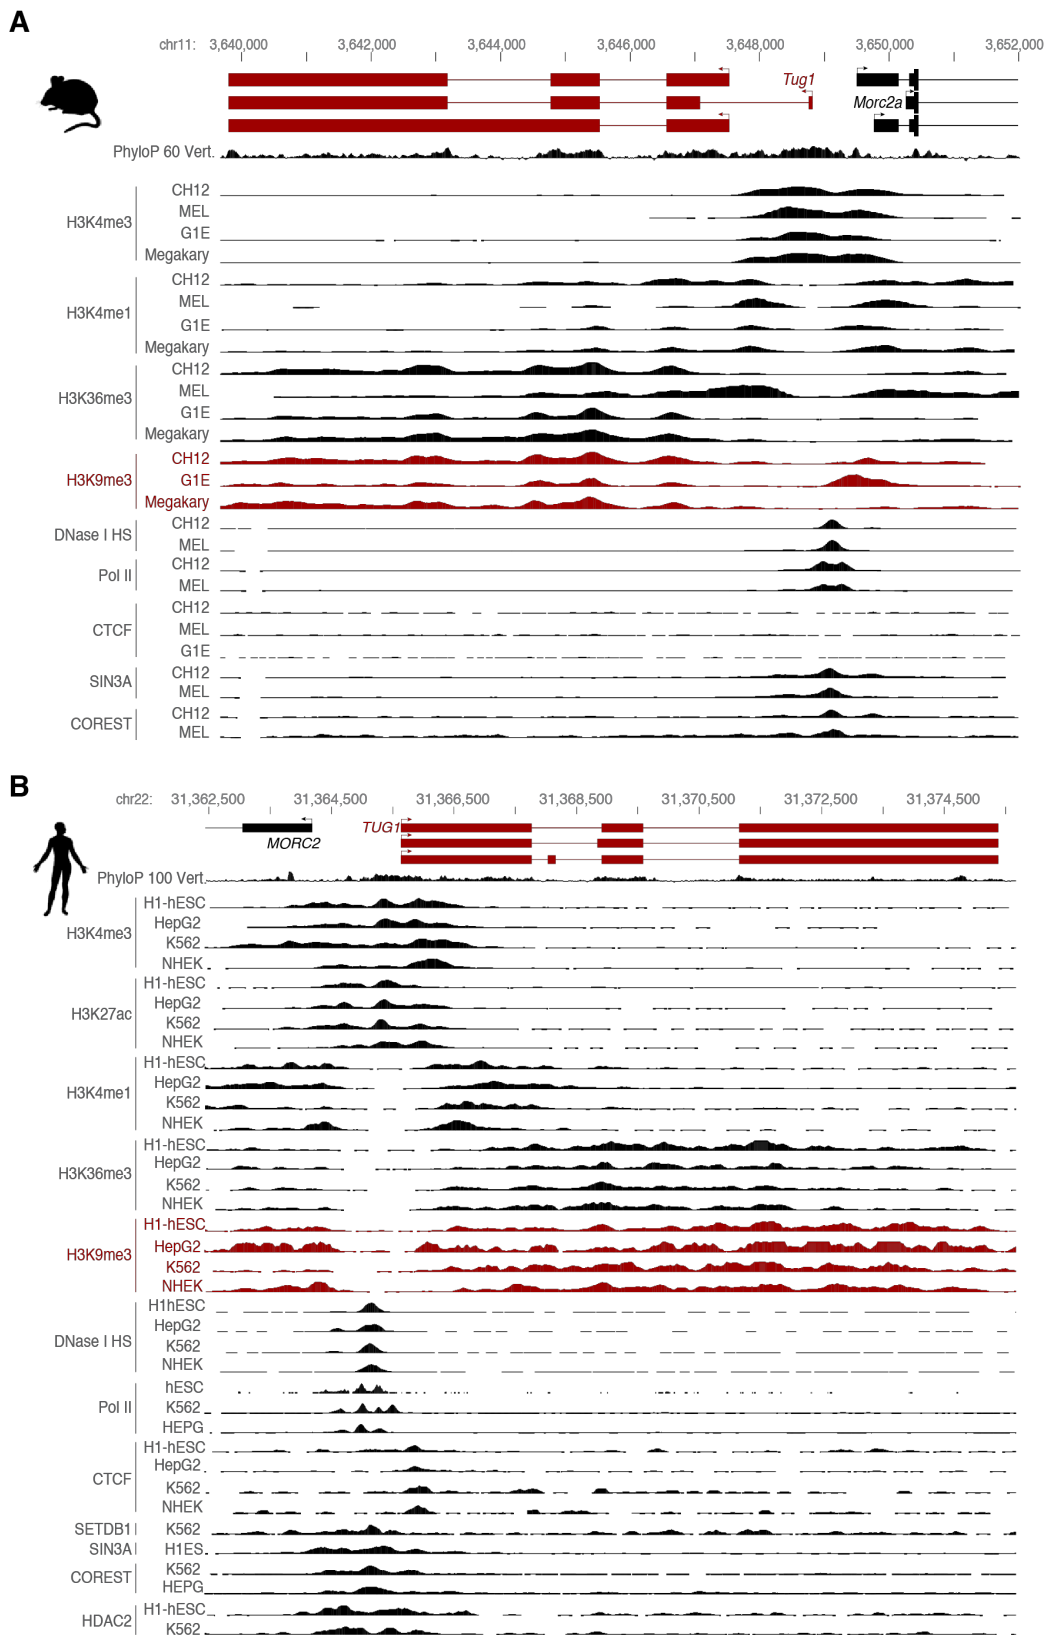 A
chr11: 3,640,000 3,642,000 3,644,000 3,646,000 3,648,000 3,650,000 3,652,000
Tug1
Morc2a
PhyloP 60 Vert.
H3K4me3
CH12
MEL
G1E
Megakary
H3K4me1
CH12
MEL
G1E
Megakary
H3K36me3
CH12
MEL
G1E
Megakary
H3K9me3
CH12
G1E
Megakary
DNase I HS
CH12
MEL
Pol II
CH12
MEL
CTCF
CH12
MEL
G1E
SIN3A
CH12
MEL
COREST
CH12
MEL
B
chr22: 31,362,500 31,364,500 31,366,500 31,368,500 31,370,500 31,372,500 31,374,500
TUG1
MORC2
PhyloP 100 Vert.
H3K4me3
H1-hESC
HepG2
K562
NHEK
H3K27ac
H1-hESC
HepG2
K562
NHEK
H3K4me1
H1-hESC
HepG2
K562
NHEK
H3K36me3
H1-hESC
HepG2
K562
NHEK
H3K9me3
H1-hESC
HepG2
K562
NHEK
DNase I HS
H1hESC
HepG2
K562
NHEK
Pol II
hESC
K562
HEPG
CTCF
H1-hESC
HepG2
K562
NHEK
SETDB1 K562
SIN3A H1ES
COREST
K562
HEPG
HDAC2
H1-hESC
K562